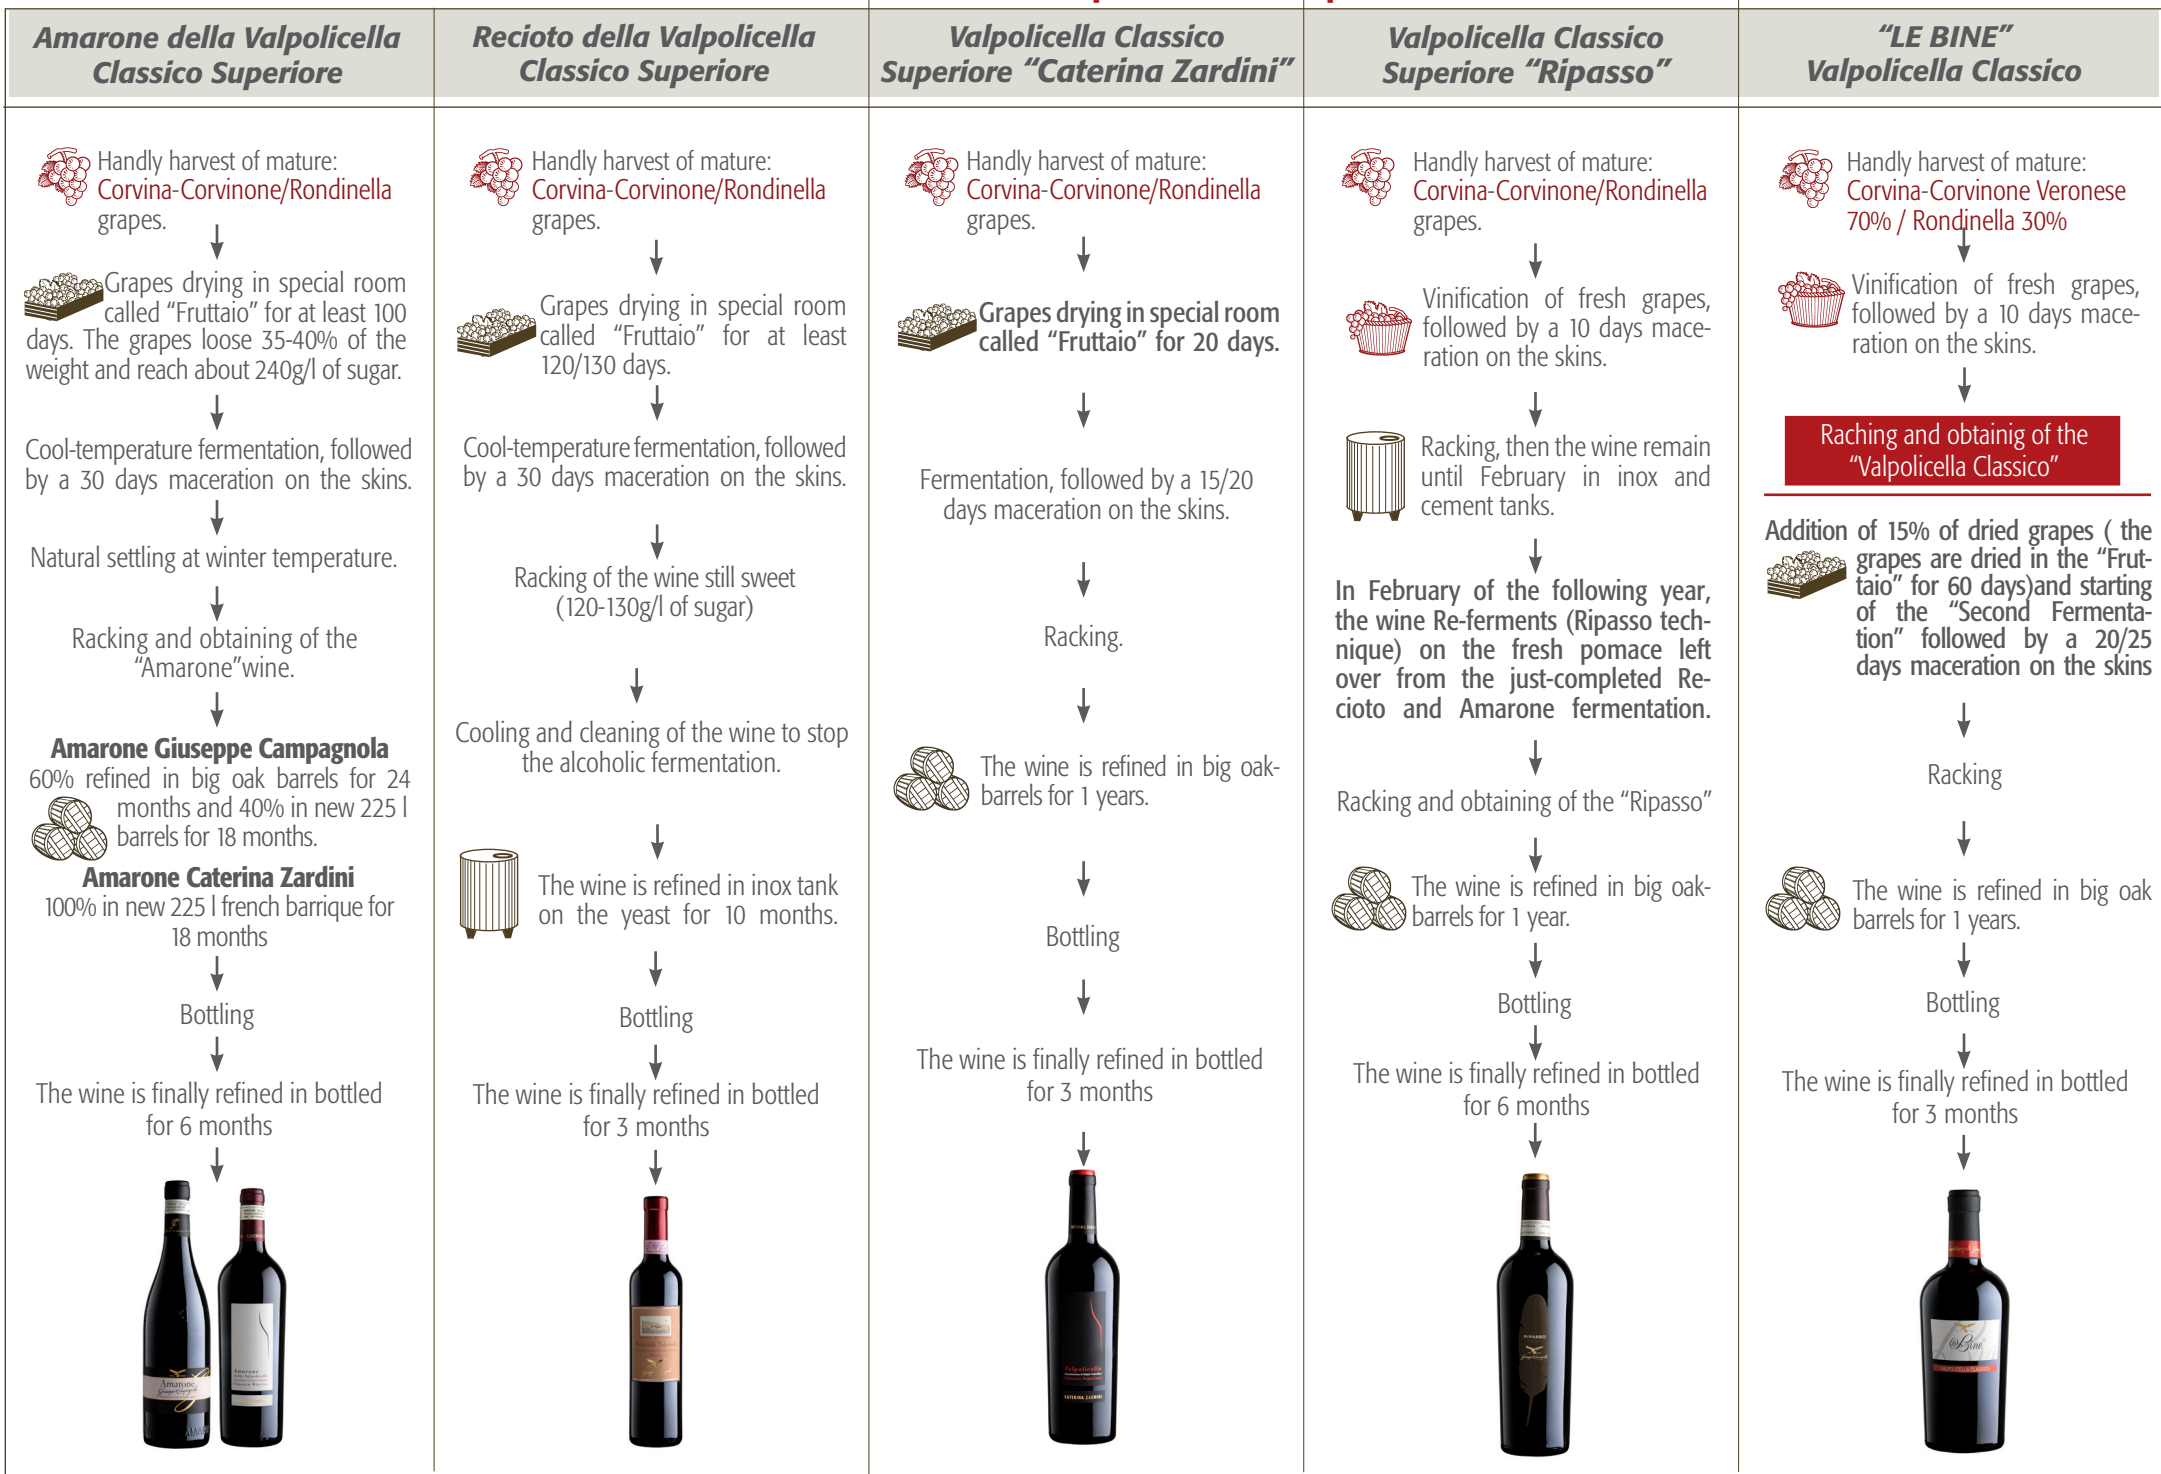 Amarone della Valpolicella
Classico Superiore
Handly harvest of mature:
Corvina-Corvinone/Rondinella
grapes.
Grapes drying in special room
called “Fruttaio” for at least 100
days. The grapes loose 35-40% of the
weight and reach about 240g/l of sugar.
Cool-temperature fermentation, followed
by a 30 days maceration on the skins.
Natural settling at winter temperature.
Racking and obtaining of the
“Amarone”wine.
Amarone Giuseppe Campagnola
60% refined in big oak barrels for 24
months and 40% in new 225 l
barrels for 18 months.
Amarone Caterina Zardini
100% in new 225 l french barrique for
18 months
Bottling
The wine is finally refined in bottled
for 6 months
Amarone
Amarone
Recioto della Valpolicella
Classico Superiore
Handly harvest of mature:
Corvina-Corvinone/Rondinella
grapes.
Grapes drying in special room
called “Fruttaio” for at least
120/130 days.
Cool-temperature fermentation, followed
by a 30 days maceration on the skins.
Racking of the wine still sweet
(120-130g/l of sugar)
Cooling and cleaning of the wine to stop
the alcoholic fermentation.
The wine is refined in inox tank
on the yeast for 10 months.
Bottling
The wine is finally refined in bottled
for 3 months
Valpolicella Classico
Superiore “Caterina Zardini”
Handly harvest of mature:
Corvina-Corvinone/Rondinella
grapes.
Grapes drying in special room
called “Fruttaio” for 20 days.
Fermentation, followed by a 15/20
days maceration on the skins.
Racking.
The wine is refined in big oak-
barrels for 1 years.
Bottling
The wine is finally refined in bottled
for 3 months
Valpolicella
Classico Superiore
CATERINA ZARDINI
Valpolicella Classico
Superiore “Ripasso”
Handly harvest of mature:
Corvina-Corvinone/Rondinella
grapes.
Vinification of fresh grapes,
followed by a 10 days mace-
ration on the skins.
Racking, then the wine remain
until February in inox and
cement tanks.
In February of the following year,
the wine Re-ferments (Ripasso tech-
nique) on the fresh pomace left
over from the just-completed Re-
cioto and Amarone fermentation.
Racking and obtaining of the “Ripasso”
The wine is refined in big oak-
barrels for 1 year.
Bottling
The wine is finally refined in bottled
for 6 months
RIPASSO
“LE BINE”
Valpolicella Classico
Handly harvest of mature:
Corvina-Corvinone Veronese
70% / Rondinella 30%
Vinification of fresh grapes,
followed by a 10 days mace-
ration on the skins.
Raching and obtainig of the
“Valpolicella Classico”
Addition of 15% of dried grapes ( the
grapes are dried in the “Frut-
taio” for 60 days)and starting
of the “Second Fermenta-
tion” followed by a 20/25
days maceration on the skins
Racking
The wine is refined in big oak
barrels for 1 years.
Bottling
The wine is finally refined in bottled
for 3 months
Bine
VALPOLICELLA CLASSICO